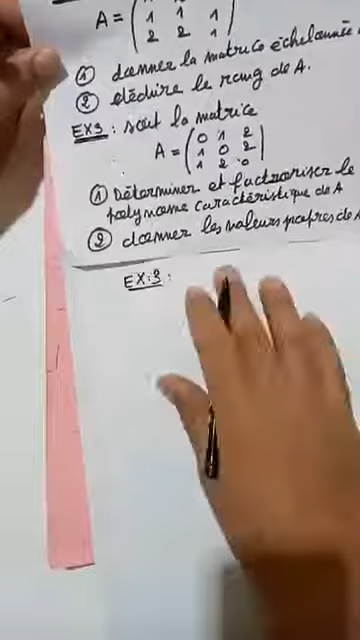 A = ( 1 1 1
2 2 1 )
① donner la matrice échelonnée
② déduire le rang de A.
EX3: soit la matrice
A = ( 0 1 2
1 0 2
1 2 0 )
① Déterminer et factoriser le
polynome caractéristique de A
② donner les valeurs propres de A
EX:3: